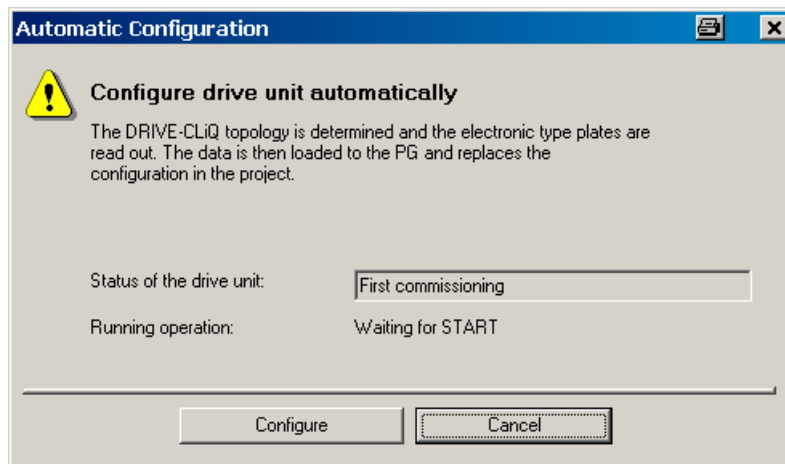 Automatic Configuration
Configure drive unit automatically
The DRIVE-CLiQ topology is determined and the electronic type plates are
read out. The data is then loaded to the PG and replaces the
configuration in the project.
Status of the drive unit: First commissioning
Running operation: Waiting for START
Configure Cancel